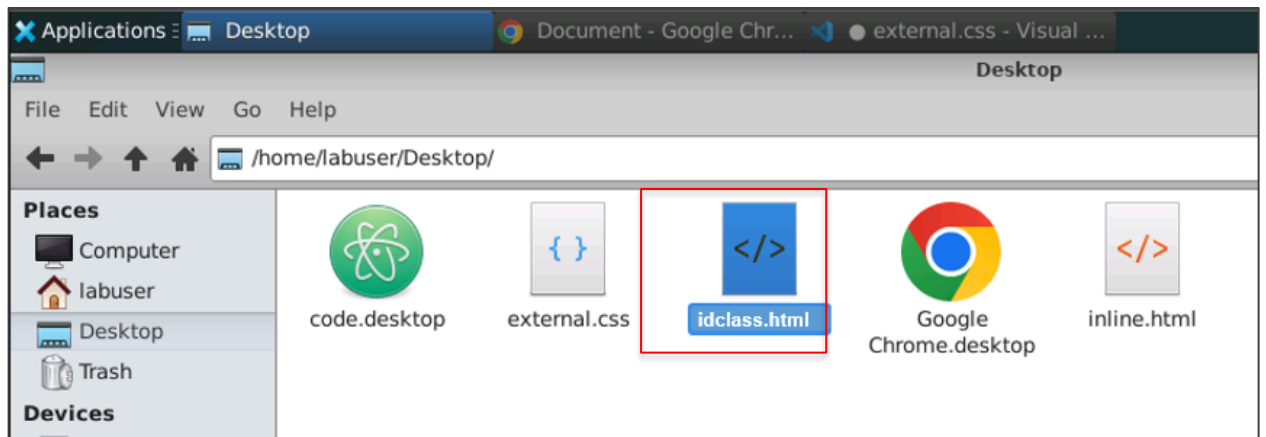 Applications
Desktop
Document - Google Chr...
● external.css - Visual ...
Desktop
File Edit View Go Help
/home/labuser/Desktop/
Places
Computer
labuser
Desktop
Trash
Devices
{ }
</>
</>
code.desktop
external.css
idclass.html
Google
Chrome.desktop
inline.html